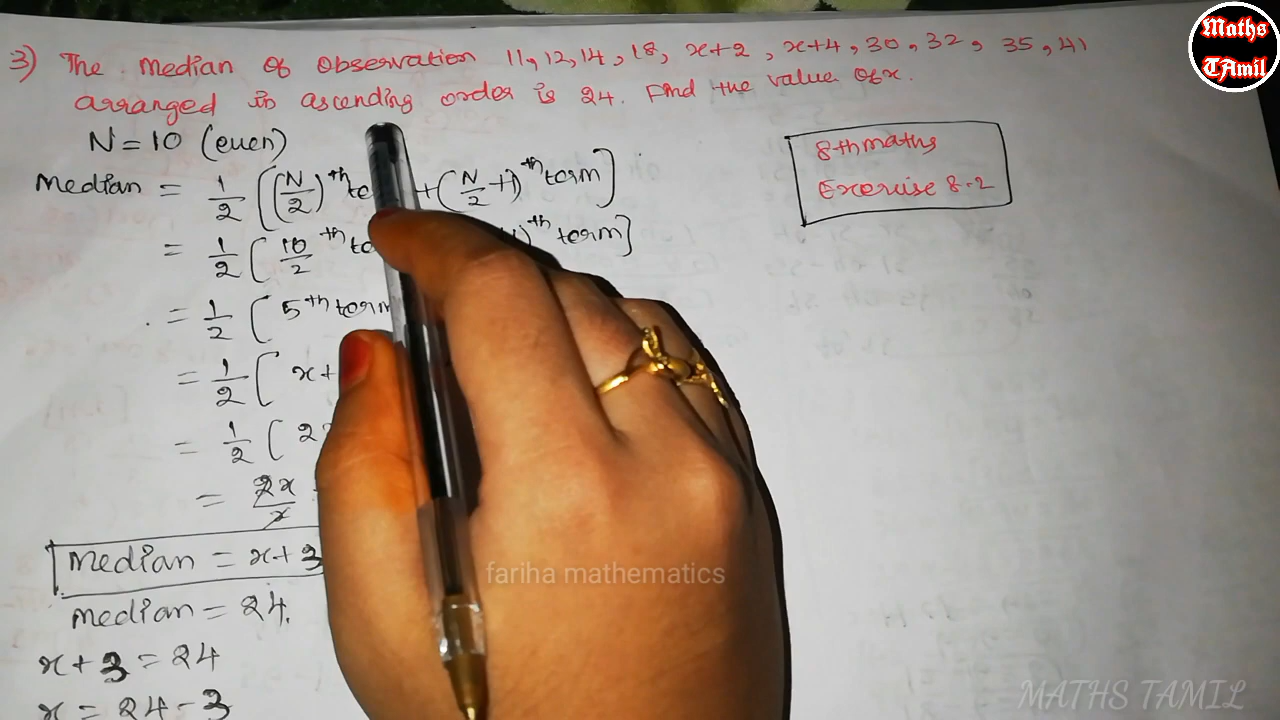 3) The median of observation 11, 12, 14, 18, x+2, x+4, 30, 32, 35, 41
arranged in ascending order is 24. Find the value of x.
N = 10 (even)
Median = 1/2 [(N/2)th + (N/2 + 1)th term]
= 1/2 [ 10/2 th th term]
= 1/2 [ 5th term
= 1/2 [ x+
= 1/2 [
= 2x/2
Median = x+3
median = 24.
x + 3 = 24
x = 24 - 3
8th maths
Exercise 8.2
Maths
TAmil
fariha mathematics
MATHS TAMIL